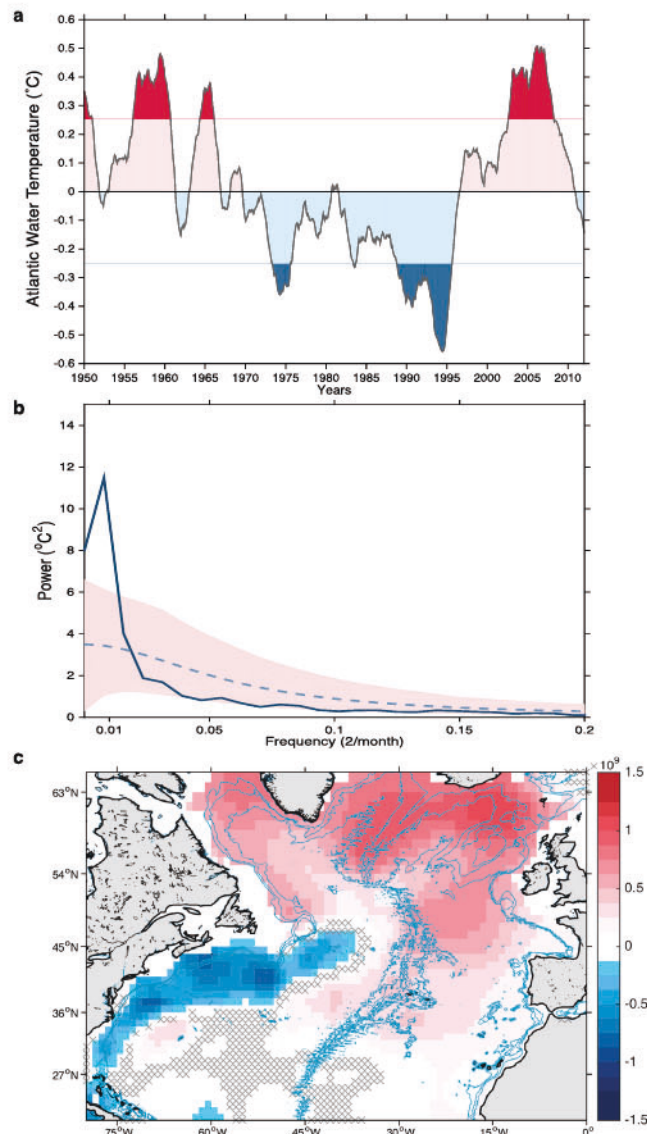 a
Atlantic Water Temperature (°C)
0.6
0.5
0.4
0.3
0.2
0.1
0
-0.1
-0.2
-0.3
-0.4
-0.5
-0.6
1950 1955 1960 1965 1970 1975 1980 1985 1990 1995 2000 2005 2010
Years
b
Power (⁰C²)
14
12
10
8
6
4
2
0
0.01 0.05 0.1 0.15 0.2
Frequency (2/month)
c
×10⁹
63°N
54°N
45°N
36°N
27°N
75°W 60°W 45°W 30°W 15°W 0°
1.5
1
0.5
0
-0.5
-1
-1.5